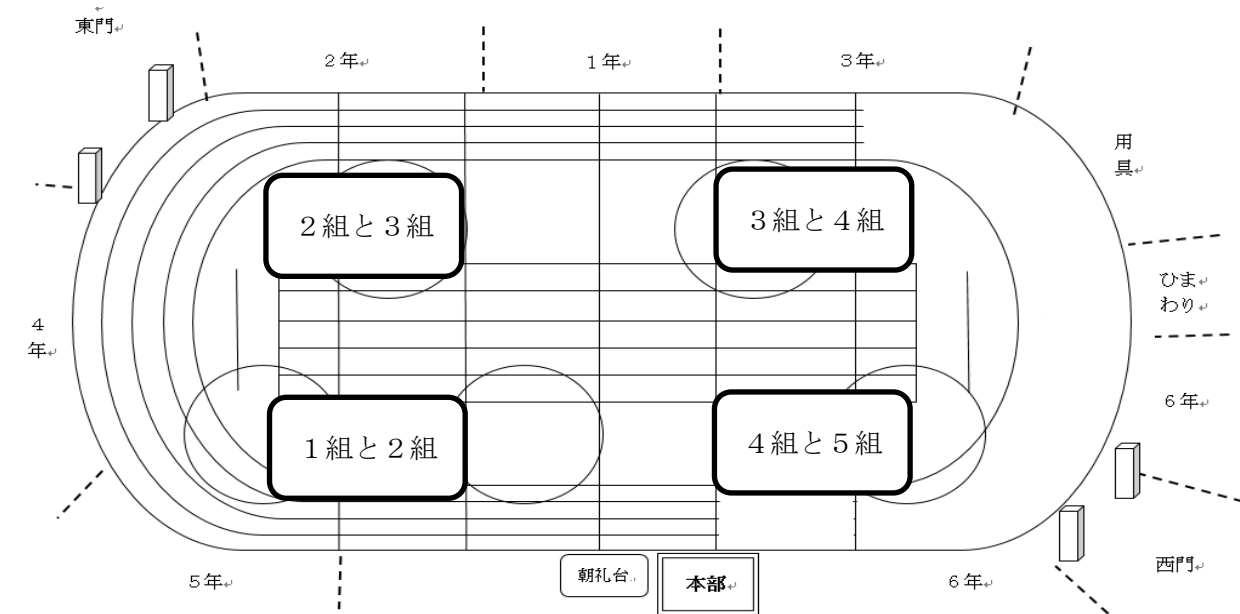 東門
２年
１年
３年
用
具
２組と３組
３組と４組
ひま
わり
４
年
６年
１組と２組
４組と５組
５年
朝礼台
本部
６年
西門